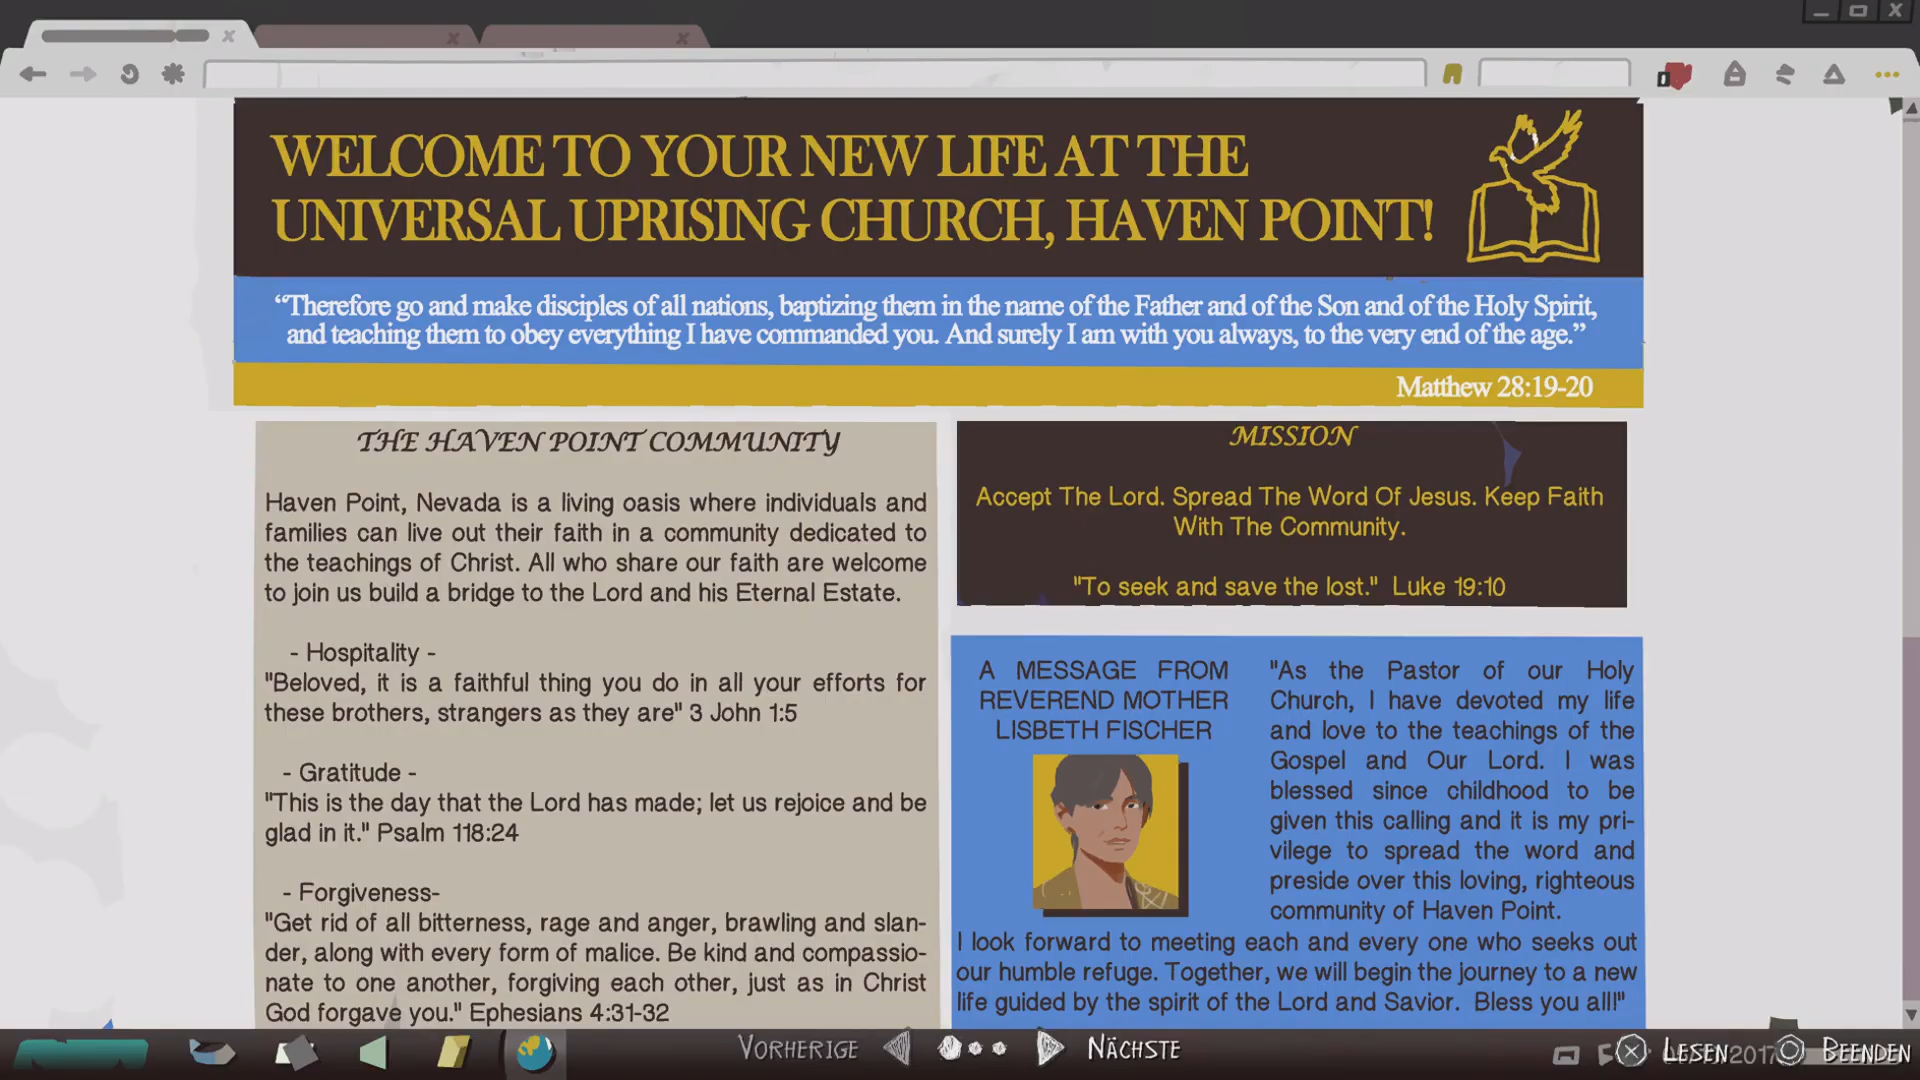 WELCOME TO YOUR NEW LIFE AT THE
UNIVERSAL UPRISING CHURCH, HAVEN POINT!
“Therefore go and make disciples of all nations, baptizing them in the name of the Father and of the Son and of the Holy Spirit,
and teaching them to obey everything I have commanded you. And surely I am with you always, to the very end of the age.”
Matthew 28:19-20
THE HAVEN POINT COMMUNITY
Haven Point, Nevada is a living oasis where individuals and
families can live out their faith in a community dedicated to
the teachings of Christ. All who share our faith are welcome
to join us build a bridge to the Lord and his Eternal Estate.
- Hospitality -
"Beloved, it is a faithful thing you do in all your efforts for
these brothers, strangers as they are" 3 John 1:5
- Gratitude -
"This is the day that the Lord has made; let us rejoice and be
glad in it." Psalm 118:24
- Forgiveness-
"Get rid of all bitterness, rage and anger, brawling and slan-
der, along with every form of malice. Be kind and compassio-
nate to one another, forgiving each other, just as in Christ
God forgave you." Ephesians 4:31-32
MISSION
Accept The Lord. Spread The Word Of Jesus. Keep Faith
With The Community.
"To seek and save the lost." Luke 19:10
A MESSAGE FROM
REVEREND MOTHER
LISBETH FISCHER
"As the Pastor of our Holy
Church, I have devoted my life
and love to the teachings of the
Gospel and Our Lord. I was
blessed since childhood to be
given this calling and it is my pri-
vilege to spread the word and
preside over this loving, righteous
community of Haven Point.
I look forward to meeting each and every one who seeks out
our humble refuge. Together, we will begin the journey to a new
life guided by the spirit of the Lord and Savior. Bless you all!"
VORHERIGE
NÄCHSTE
LESEN
BEENDEN